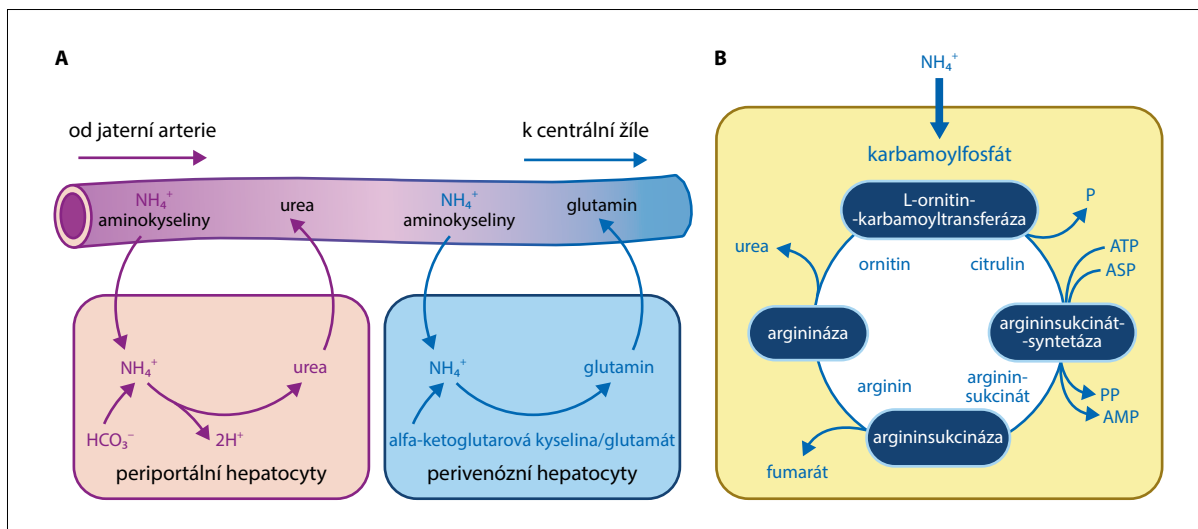 A
od jaterní arterie
k centrální žíle
NH₄⁺
aminokyseliny
urea
NH₄⁺
aminokyseliny
glutamin
NH₄⁺
urea
HCO₃⁻
2H⁺
periportální hepatocyty
NH₄⁺
glutamin
alfa-ketoglutarová kyselina/glutamát
perivenózní hepatocyty
B
NH₄⁺
karbamoylfosfát
L-ornitin-
-karbamoyltransferáza
P
urea
ornitin
citrulin
ATP
ASP
argináza
argininsukcinát-
-syntetáza
arginin
arginin-
sukcinát
PP
AMP
argininsukcináza
fumarát